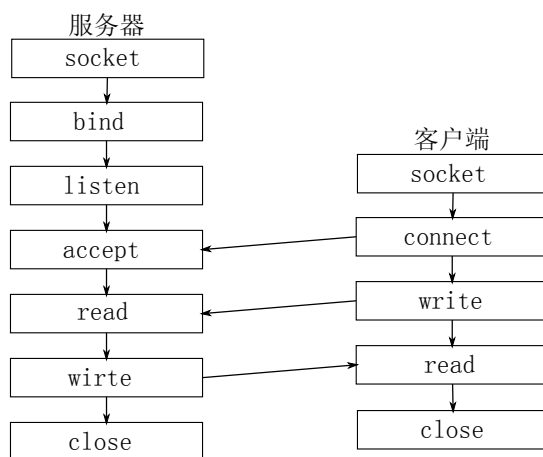 服务器
socket
bind
listen
accept
read
wirte
close
客户端
socket
connect
write
read
close